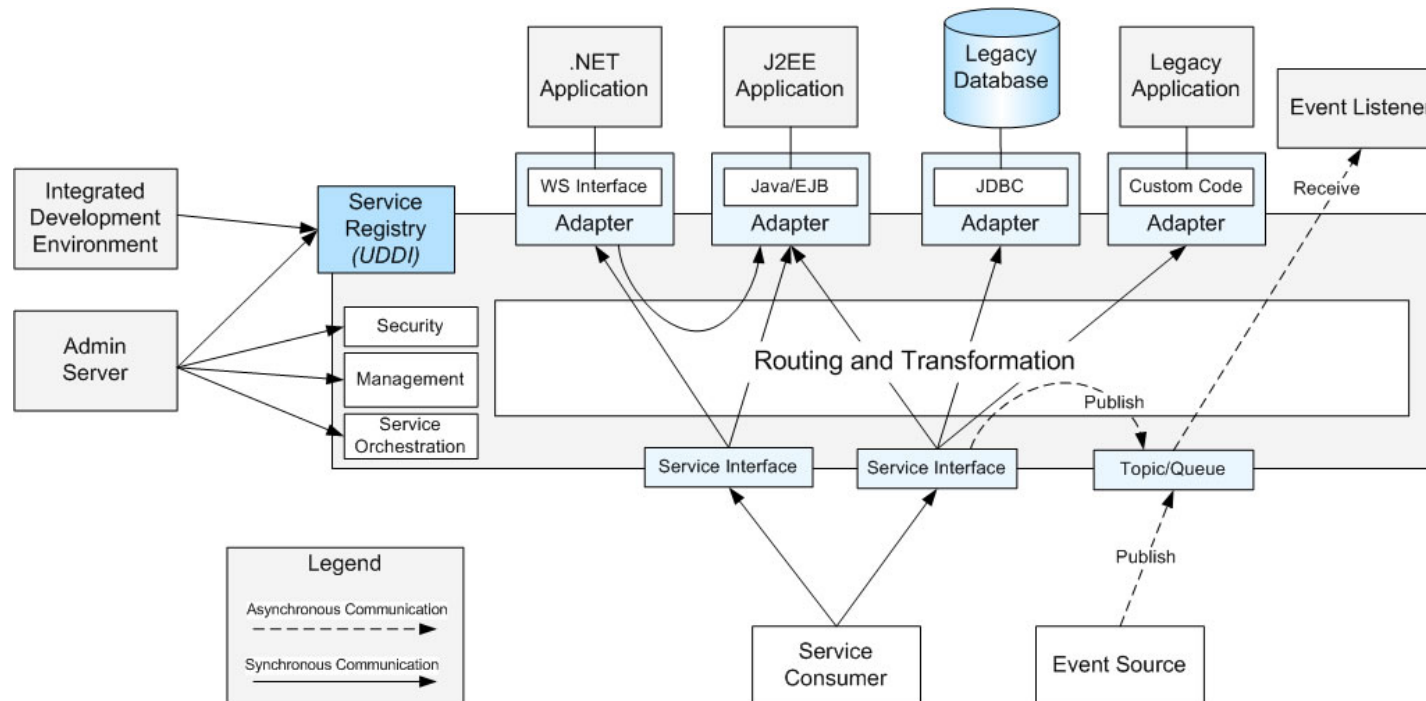 .NET
Application
J2EE
Application
Legacy
Database
Legacy
Application
Event Listener
WS Interface
Adapter
Java/EJB
Adapter
JDBC
Adapter
Custom Code
Adapter
Receive
Integrated
Development
Environment
Service
Registry
(UDDI)
Admin
Server
Security
Management
Service
Orchestration
Routing and Transformation
Publish
Service Interface
Service Interface
Topic/Queue
Publish
Legend
Asynchronous Communication
Synchronous Communication
Service
Consumer
Event Source